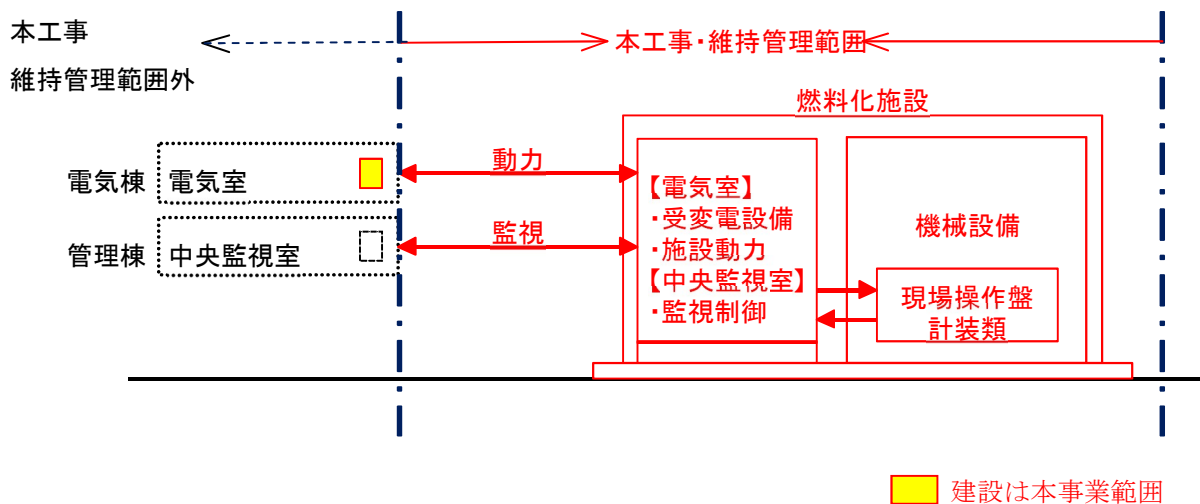 本工事
維持管理範囲外
本工事・維持管理範囲
燃料化施設
電気棟
電気室
動力
管理棟
中央監視室
監視
【電気室】
・受変電設備
・施設動力
【中央監視室】
・監視制御
機械設備
現場操作盤
計装類
建設は本事業範囲